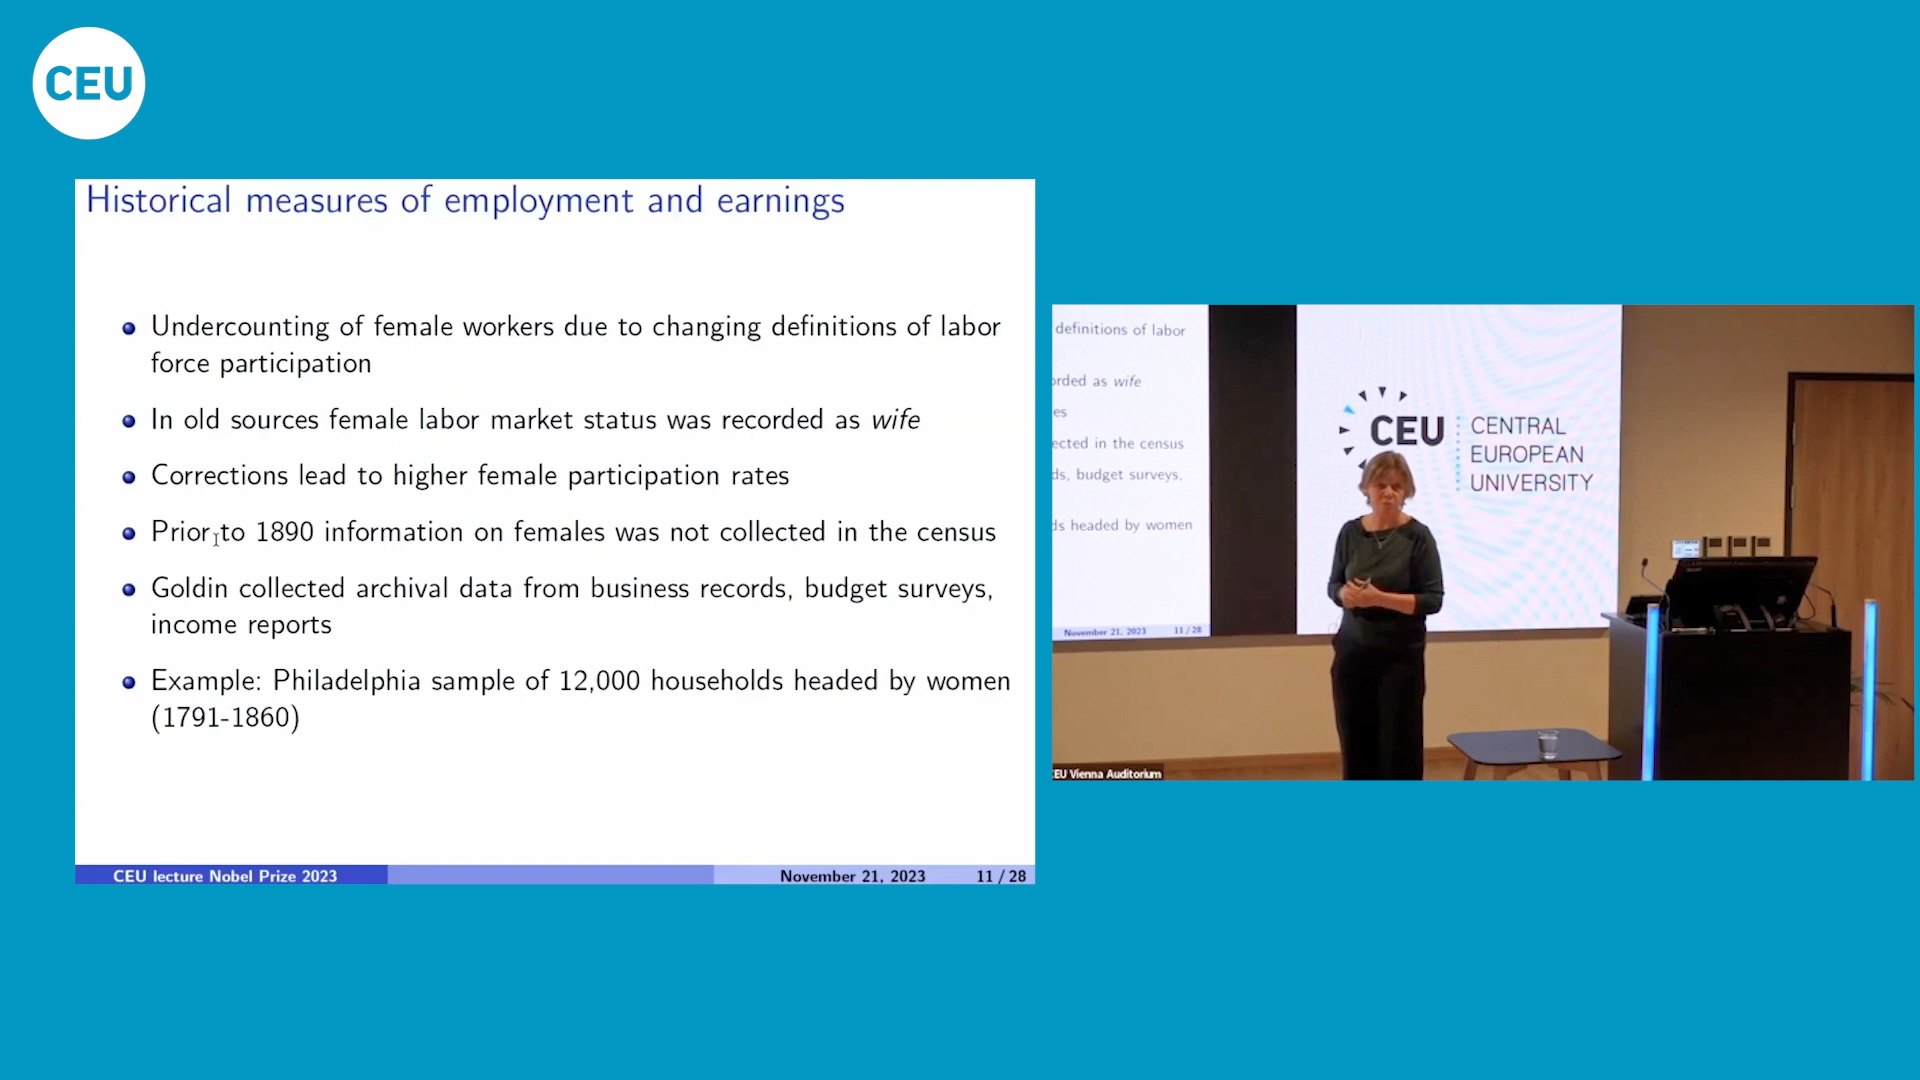 CEU
Historical measures of employment and earnings
Undercounting of female workers due to changing definitions of labor
force participation
In old sources female labor market status was recorded as wife
Corrections lead to higher female participation rates
Prior to 1890 information on females was not collected in the census
Goldin collected archival data from business records, budget surveys,
income reports
Example: Philadelphia sample of 12,000 households headed by women
(1791-1860)
CEU lecture Nobel Prize 2023
November 21, 2023
11 / 28
definitions of labor
orded as wife
es
ected in the census
ds, budget surveys,
ds headed by women
November 21, 2023
11 / 28
CEU
CENTRAL
EUROPEAN
UNIVERSITY
EU Vienna Auditorium